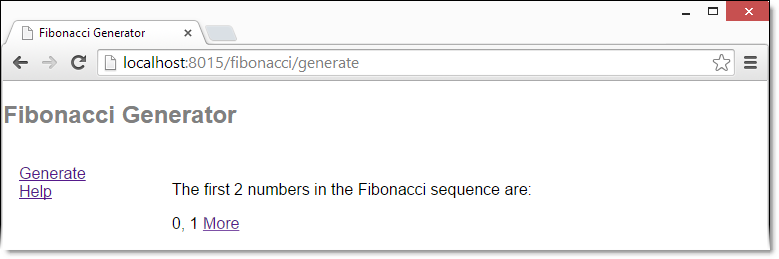 Fibonacci Generator
localhost:8015/fibonacci/generate
Fibonacci Generator
Generate
Help
The first 2 numbers in the Fibonacci sequence are:
0, 1 More